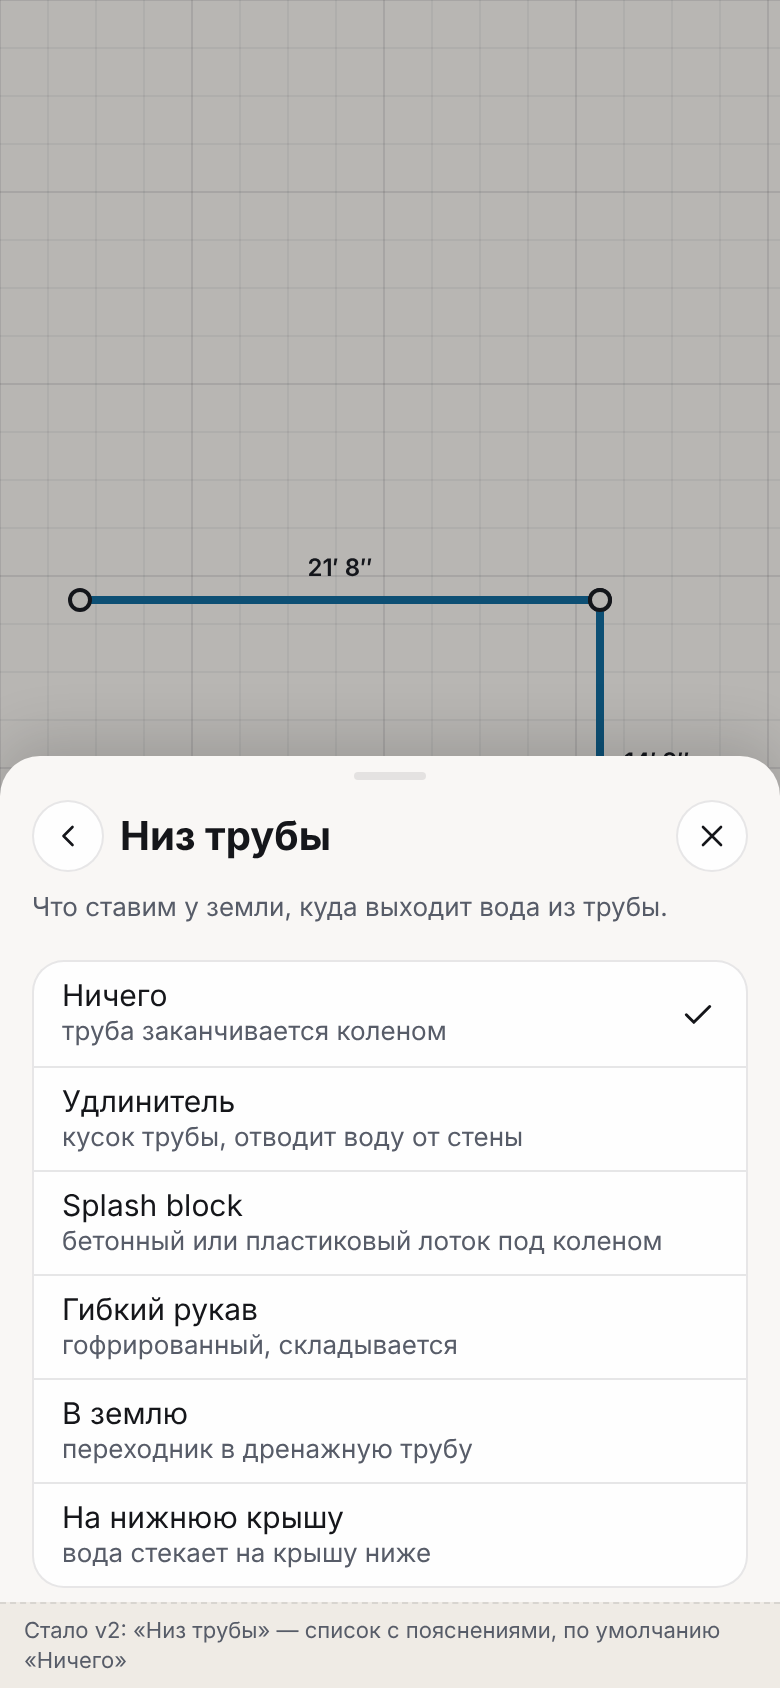 21′ 8″
Низ трубы
Что ставим у земли, куда выходит вода из трубы.
Ничего
труба заканчивается коленом
Удлинитель
кусок трубы, отводит воду от стены
Splash block
бетонный или пластиковый лоток под коленом
Гибкий рукав
гофрированный, складывается
В землю
переходник в дренажную трубу
На нижнюю крышу
вода стекает на крышу ниже
Стало v2: «Низ трубы» — список с пояснениями, по умолчанию
«Ничего»